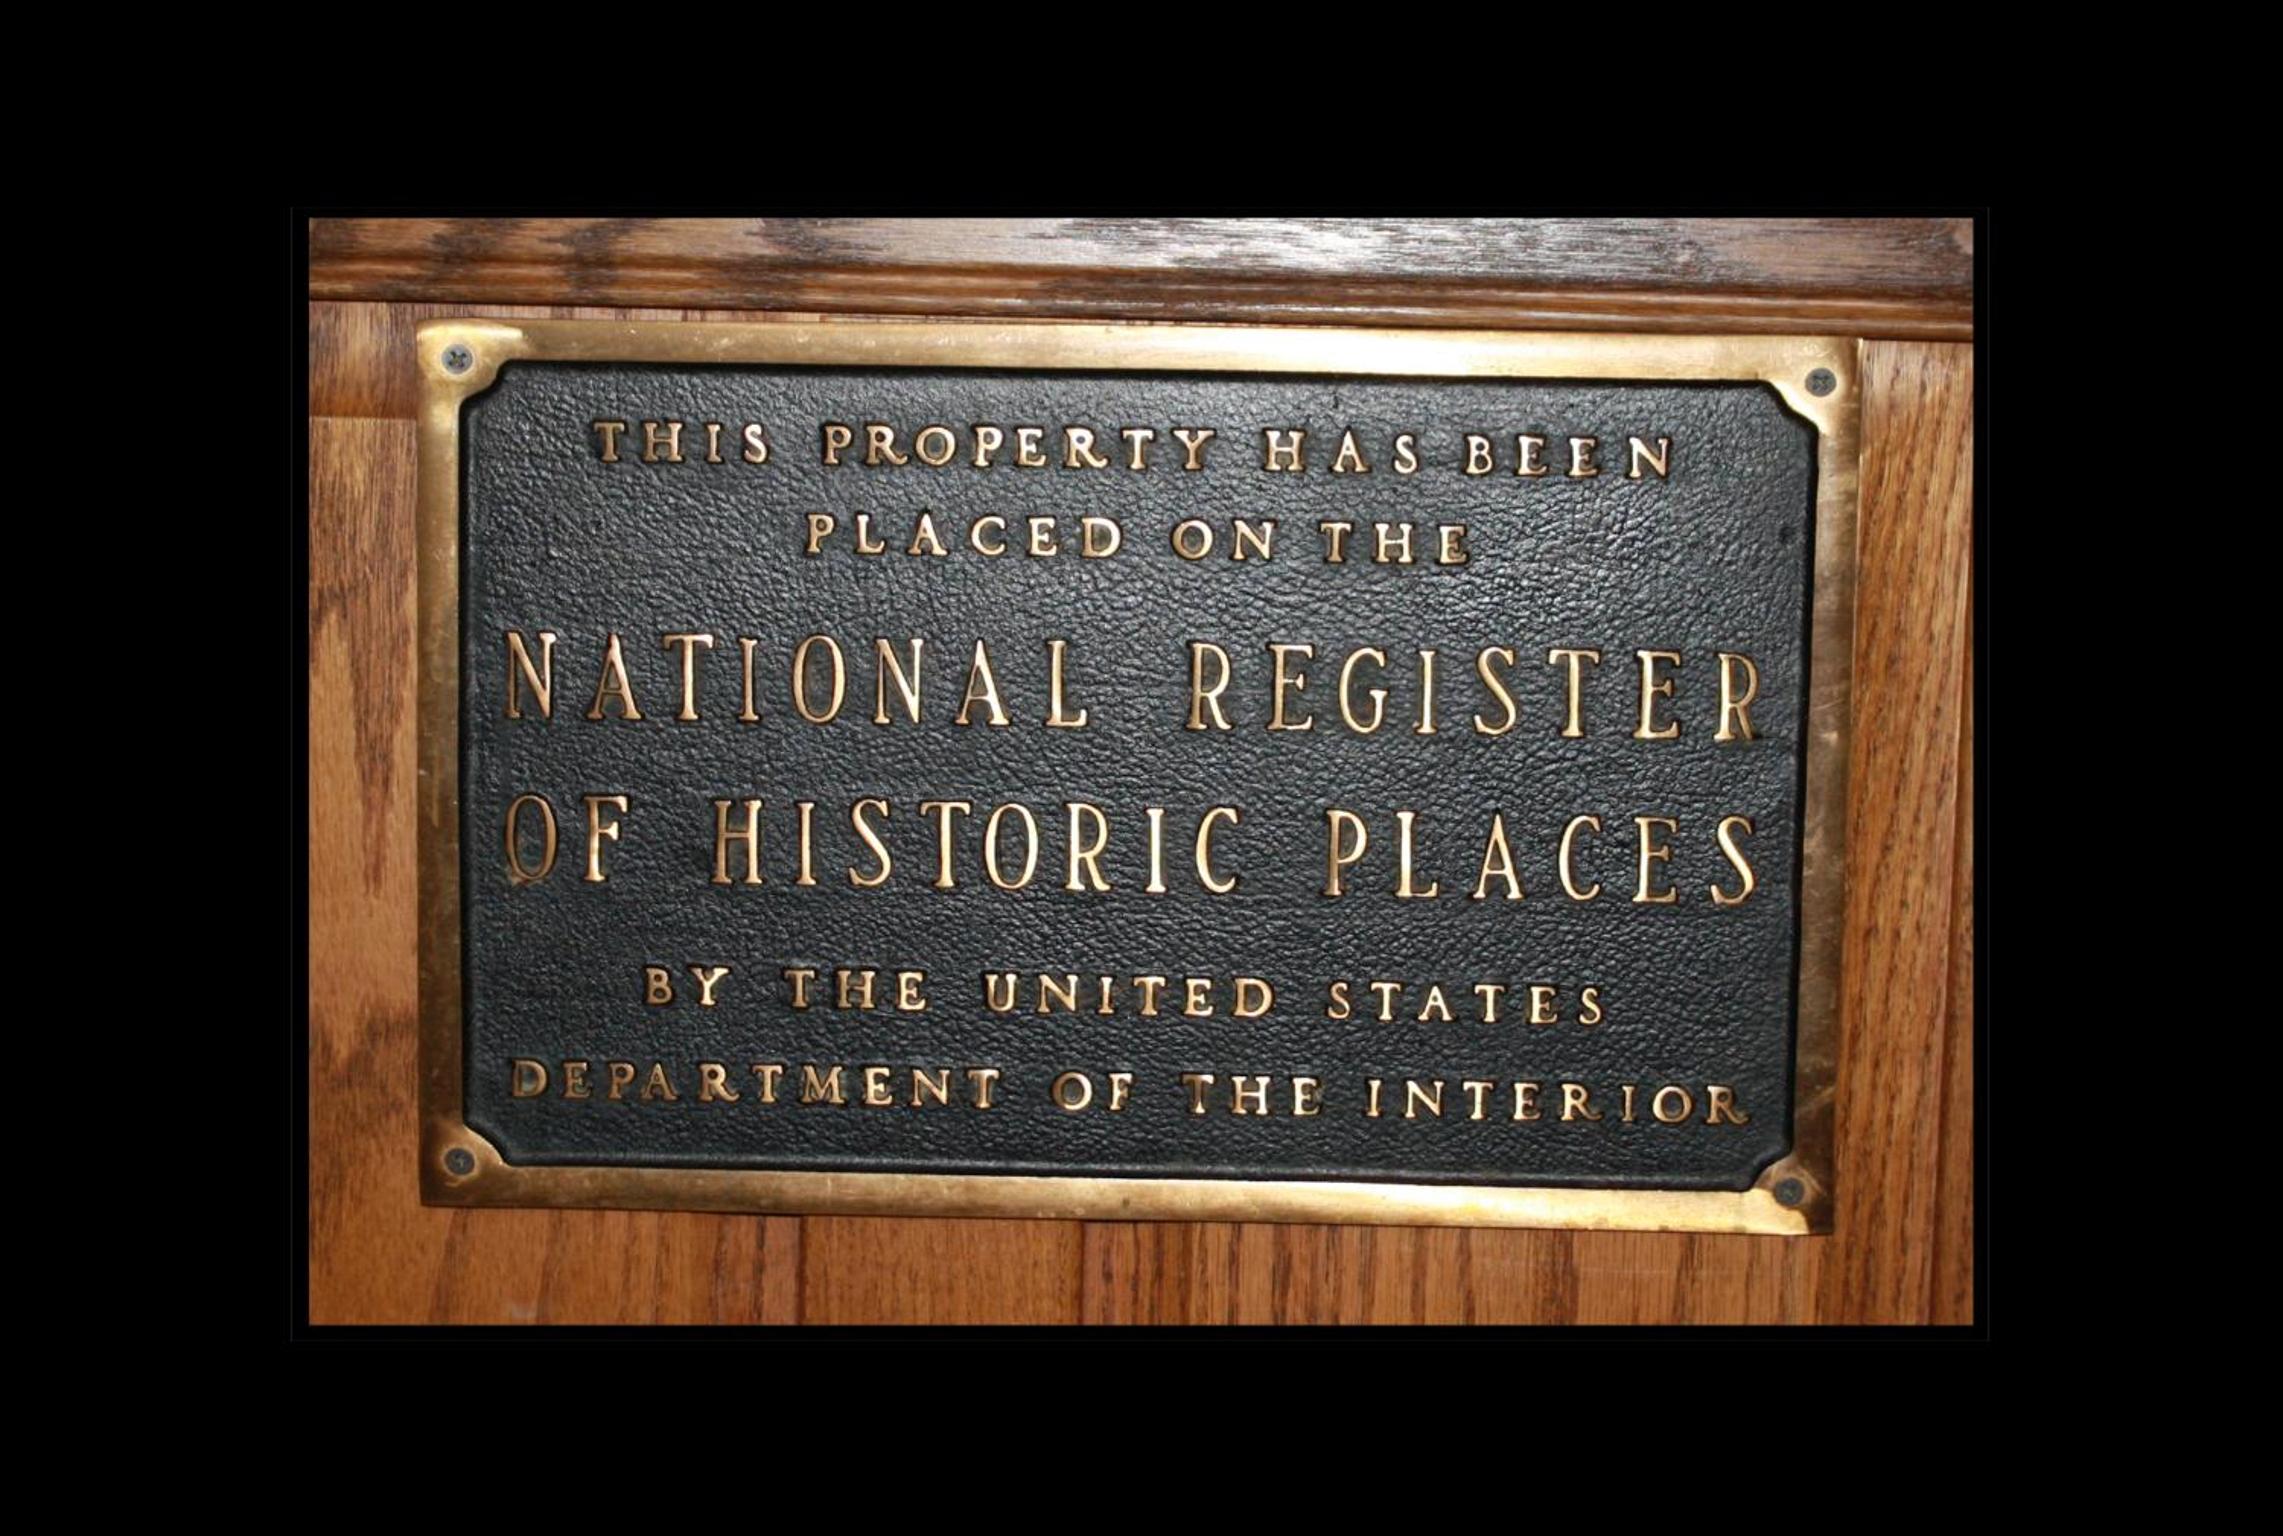 THIS PROPERTY HAS BEEN
PLACED ON THE
NATIONAL REGISTER
OF HISTORIC PLACES
BY THE UNITED STATES
DEPARTMENT OF THE INTERIOR